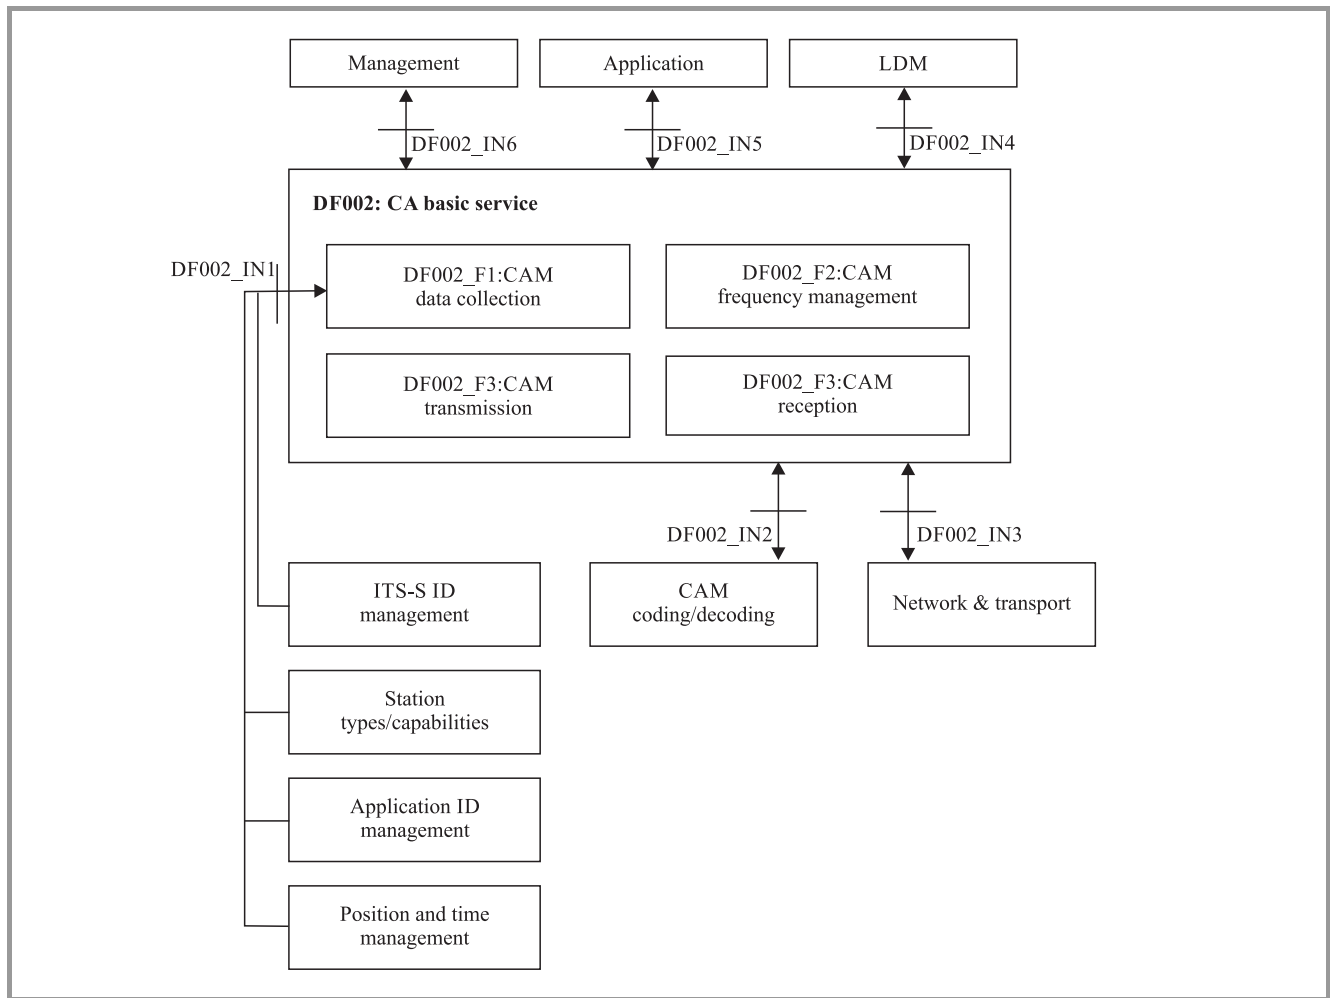 Management
Application
LDM
DF002_IN6
DF002_IN5
DF002_IN4
DF002: CA basic service
DF002_IN1
DF002_F1:CAM
data collection
DF002_F2:CAM
frequency management
DF002_F3:CAM
transmission
DF002_F3:CAM
reception
DF002_IN2
DF002_IN3
ITS-S ID
management
CAM
coding/decoding
Network & transport
Station
types/capabilities
Application ID
management
Position and time
management